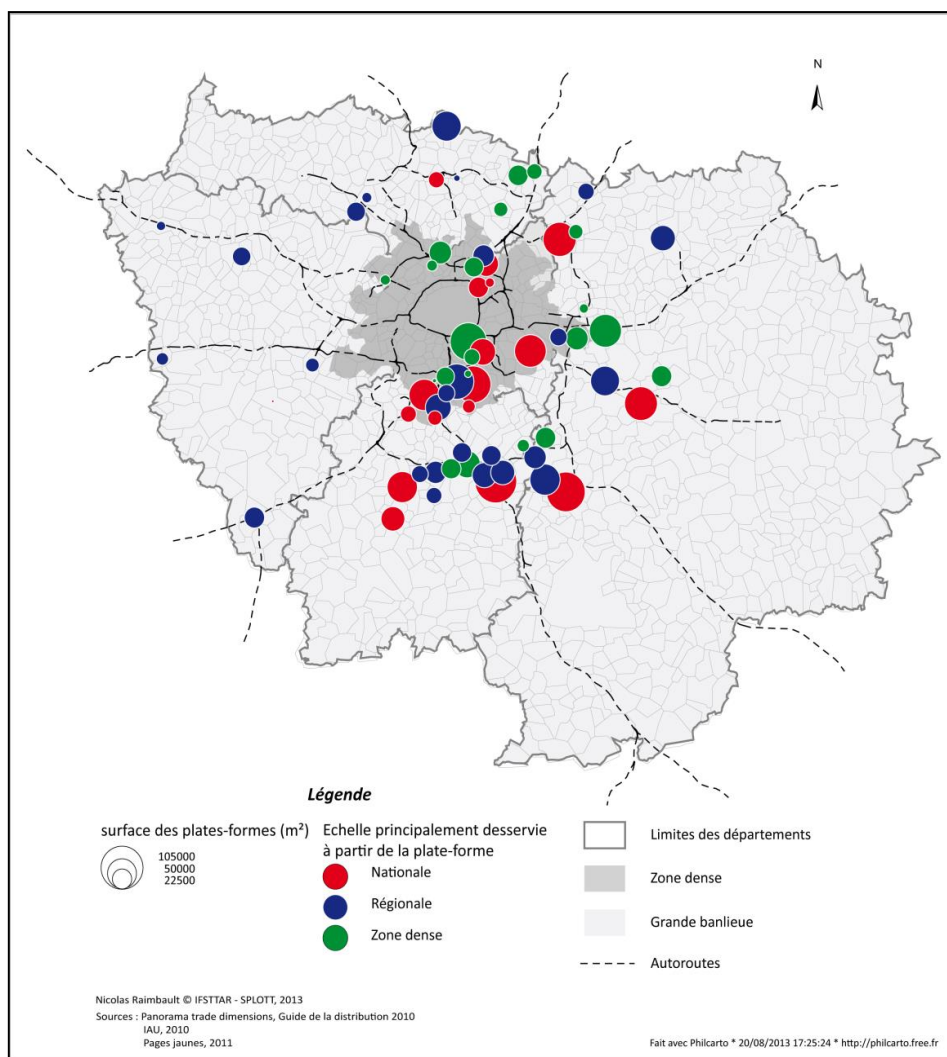 N
Légende
surface des plates-formes (m²)
105000
50000
22500
Echelle principalement desservie
à partir de la plate-forme
Nationale
Régionale
Zone dense
Limites des départements
Zone dense
Grande banlieue
Autoroutes
Nicolas Raimbault © IFSTTAR - SPLOTT, 2013
Sources : Panorama trade dimensions, Guide de la distribution 2010
IAU, 2010
Pages jaunes, 2011
Fait avec Philcarto * 20/08/2013 17:25:24 * http://philcarto.free.fr